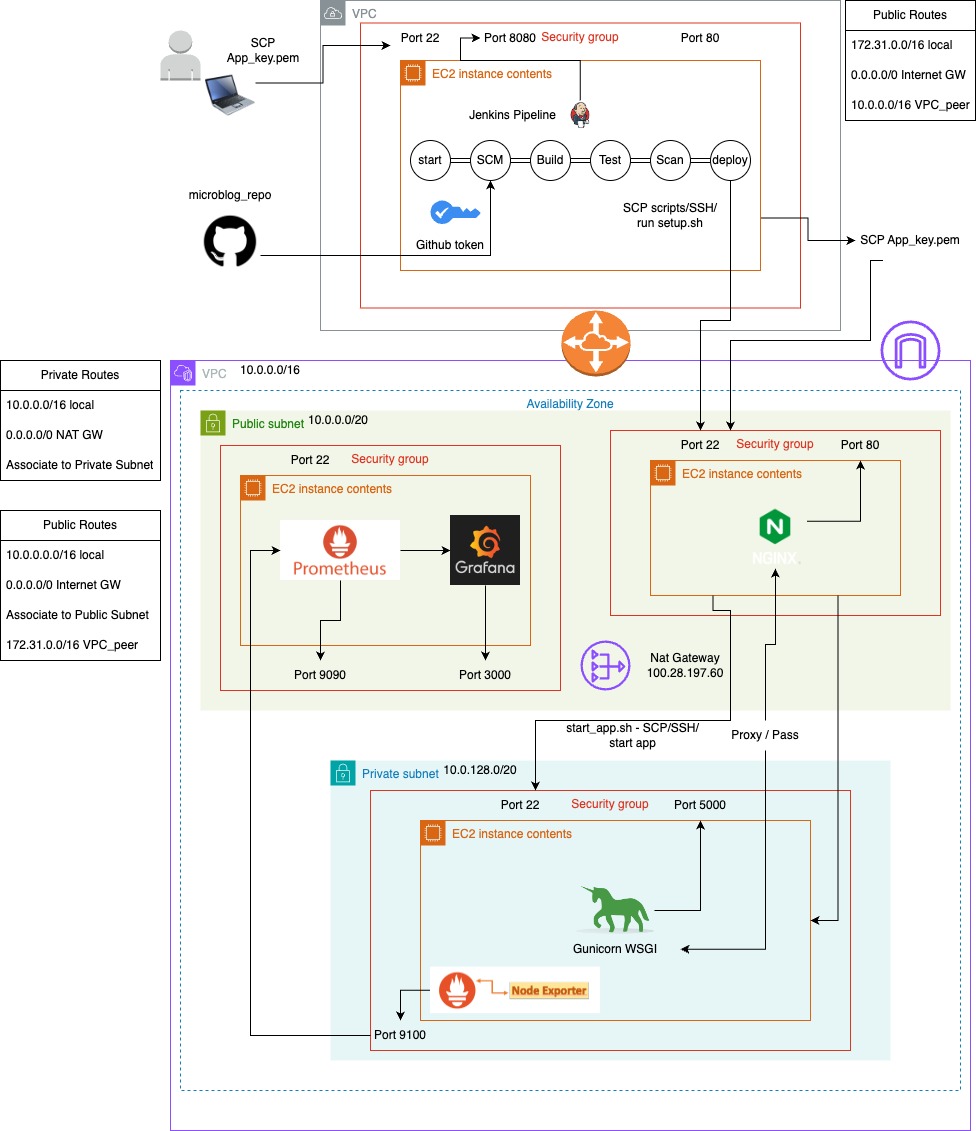 VPC
Public Routes
172.31.0.0/16 local
0.0.0.0/0 Internet GW
10.0.0.0/16 VPC_peer
SCP
App_key.pem
Port 22
Port 8080
Security group
Port 80
EC2 instance contents
Jenkins Pipeline
start
SCM
Build
Test
Scan
deploy
microblog_repo
Github token
SCP scripts/SSH/
run setup.sh
SCP App_key.pem
Private Routes
10.0.0.0/16 local
0.0.0.0/0 NAT GW
Associate to Private Subnet
Public Routes
10.0.0.0.0/16 local
0.0.0.0/0 Internet GW
Associate to Public Subnet
172.31.0.0/16 VPC_peer
VPC
10.0.0.0/16
Availability Zone
Public subnet
10.0.0.0/20
Port 22
Security group
EC2 instance contents
Prometheus
Grafana
Port 9090
Port 3000
Port 22
Security group
Port 80
EC2 instance contents
NGINX
Nat Gateway
100.28.197.60
start_app.sh - SCP/SSH/
start app
Proxy / Pass
Private subnet
10.0.128.0/20
Port 22
Security group
Port 5000
EC2 instance contents
Gunicorn WSGI
Node Exporter
Port 9100